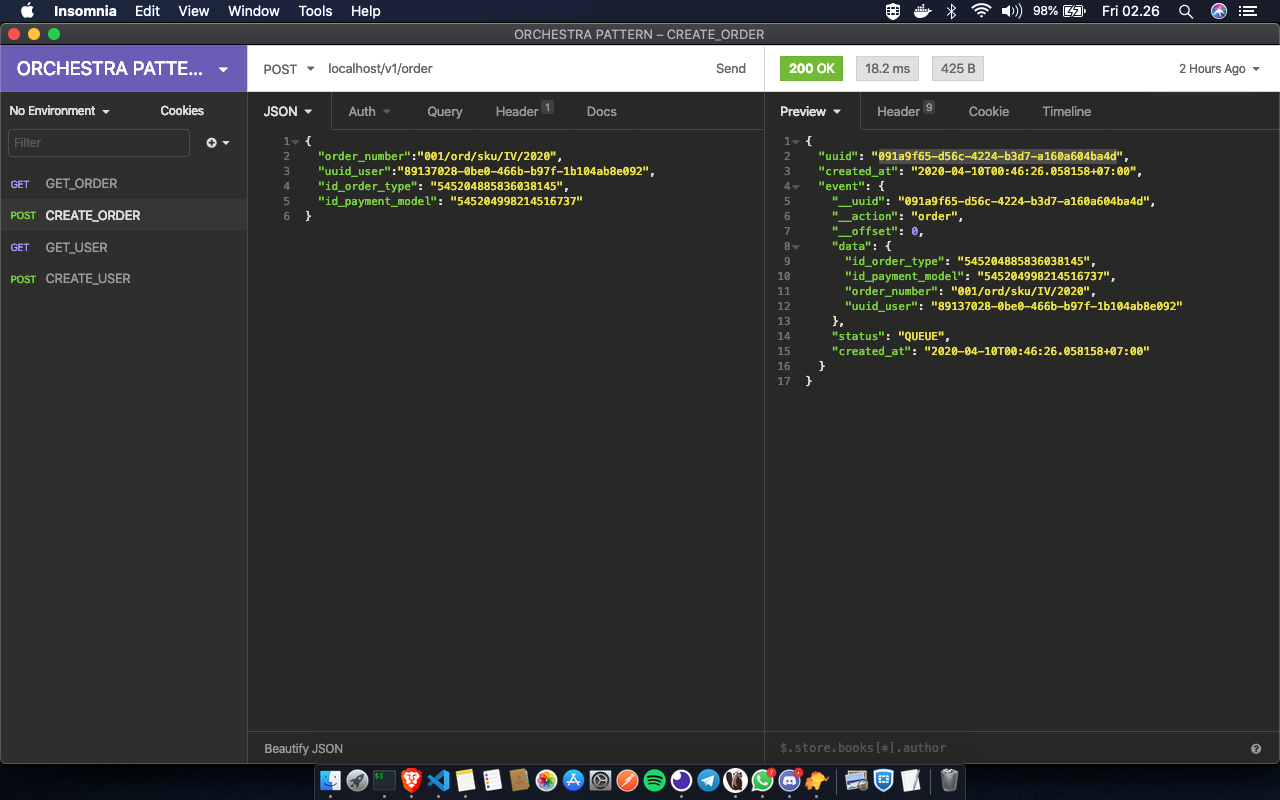 Insomnia Edit View Window Tools Help 98% Fri 02.26
ORCHESTRA PATTERN – CREATE_ORDER
ORCHESTRA PATTE...
POST localhost/v1/order Send
200 OK 18.2 ms 425 B 2 Hours Ago
No Environment Cookies
JSON Auth Query Header 1 Docs
Preview Header 9 Cookie Timeline
Filter
GET GET_ORDER
POST CREATE_ORDER
GET GET_USER
POST CREATE_USER
1 {
2 "order_number":"001/ord/sku/IV/2020",
3 "uuid_user":"89137028-0be0-466b-b97f-1b104ab8e092",
4 "id_order_type": "545204885836038145",
5 "id_payment_model": "545204998214516737"
6 }
1 {
2 "uuid": "091a9f65-d56c-4224-b3d7-a160a604ba4d",
3 "created_at": "2020-04-10T00:46:26.058158+07:00",
4 "event": {
5 "__uuid": "091a9f65-d56c-4224-b3d7-a160a604ba4d",
6 "__action": "order",
7 "__offset": 0,
8 "data": {
9 "id_order_type": "545204885836038145",
10 "id_payment_model": "545204998214516737",
11 "order_number": "001/ord/sku/IV/2020",
12 "uuid_user": "89137028-0be0-466b-b97f-1b104ab8e092"
13 },
14 "status": "QUEUE",
15 "created_at": "2020-04-10T00:46:26.058158+07:00"
16 }
17 }
Beautify JSON
$.store.books[*].author